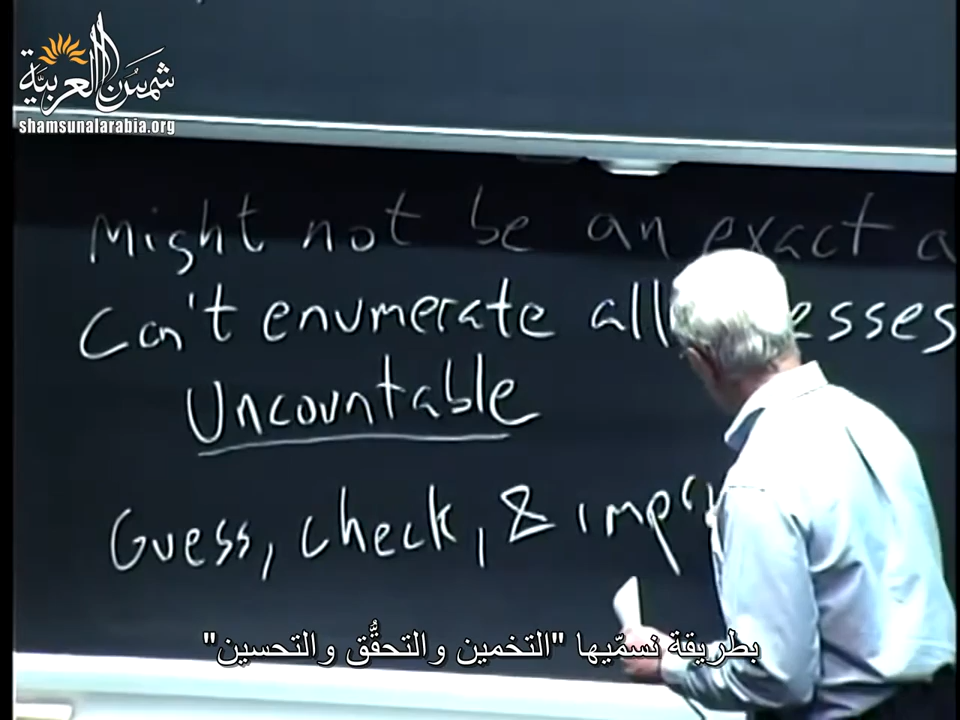 شمس العربية
shamsunalarabia.org
Might not be an exact a
Can't enumerate all esses
Uncountable
Guess, check, & impr
بطريقة نسمّيها "التخمين والتحقُّق والتحسين"